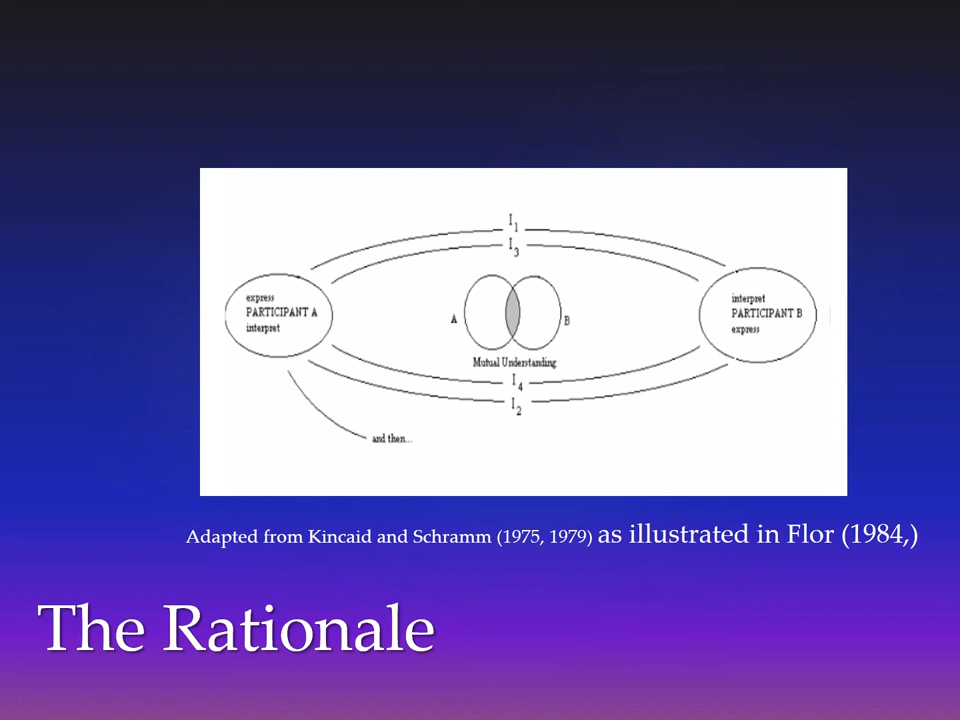 I1
I3
express
PARTICIPANT A
interpret
interpret
PARTICIPANT B
express
A
B
Mutual Understanding
I4
I2
and then...
Adapted from Kincaid and Schramm (1975, 1979) as illustrated in Flor (1984,)
The Rationale